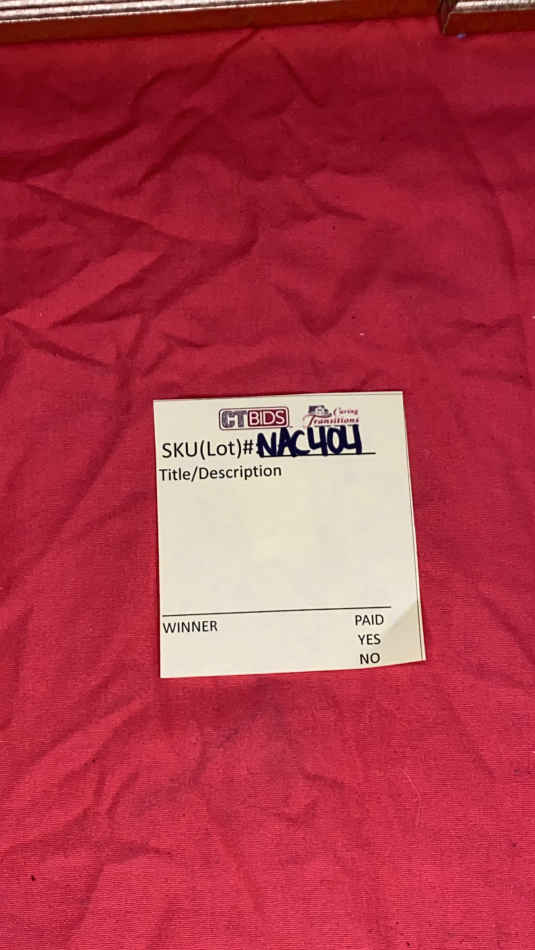 CTBIDS Caring Transitions
SKU(Lot)#: NAC404
Title/Description
WINNER PAID
YES
NO